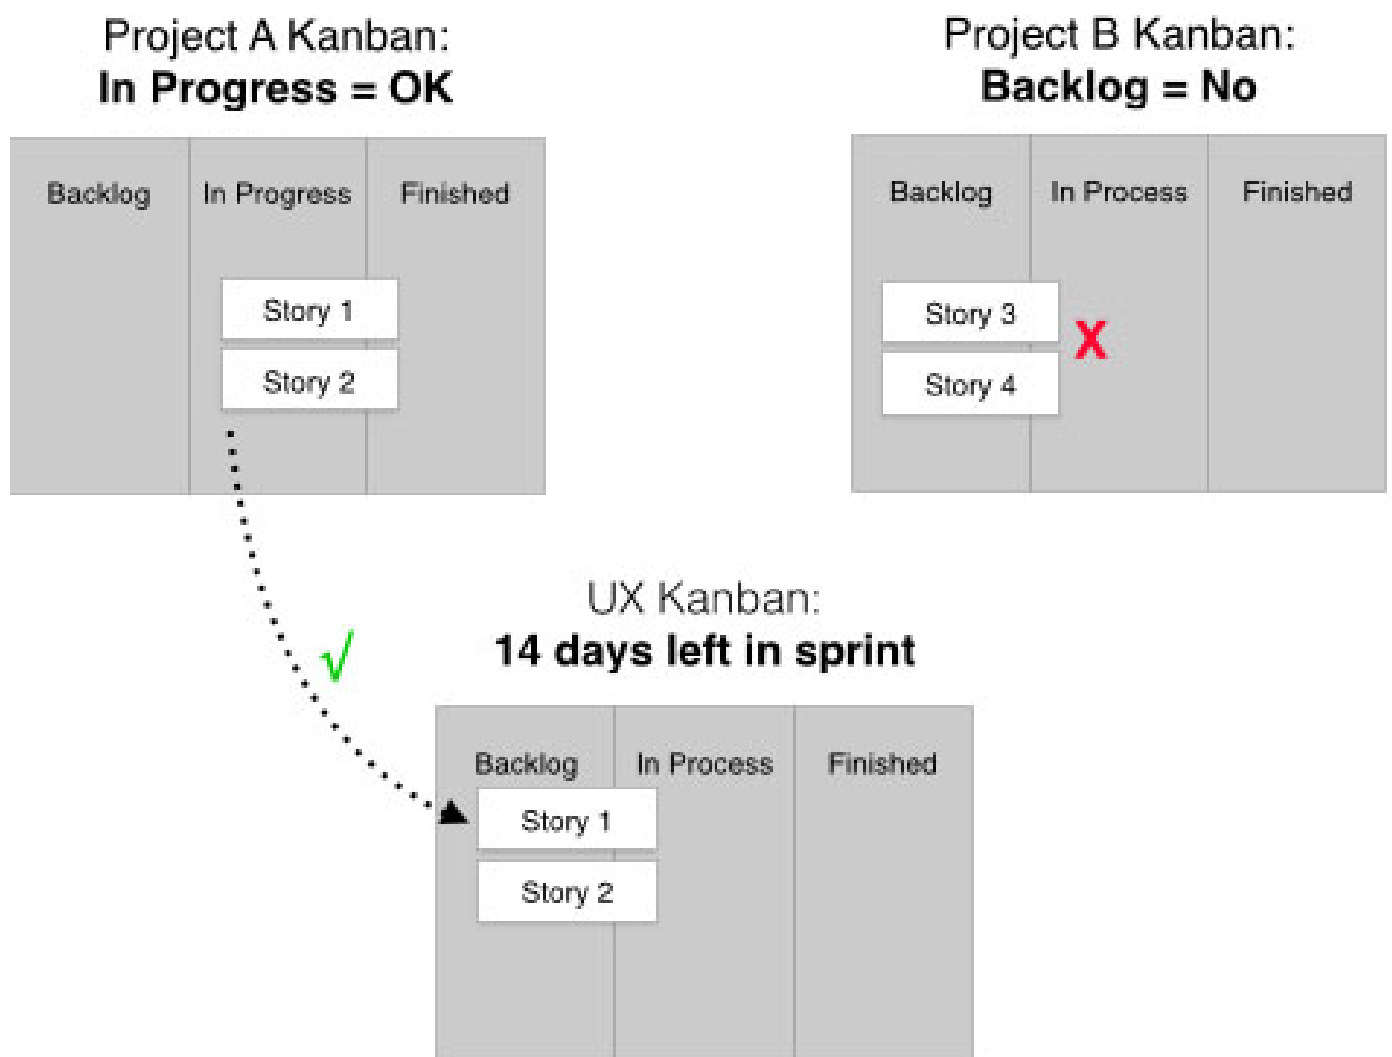 Project A Kanban:
In Progress = OK
Backlog In Progress Finished
Story 1
Story 2
Project B Kanban:
Backlog = No
Backlog In Process Finished
Story 3
X
Story 4
√
UX Kanban:
14 days left in sprint
Backlog In Process Finished
Story 1
Story 2